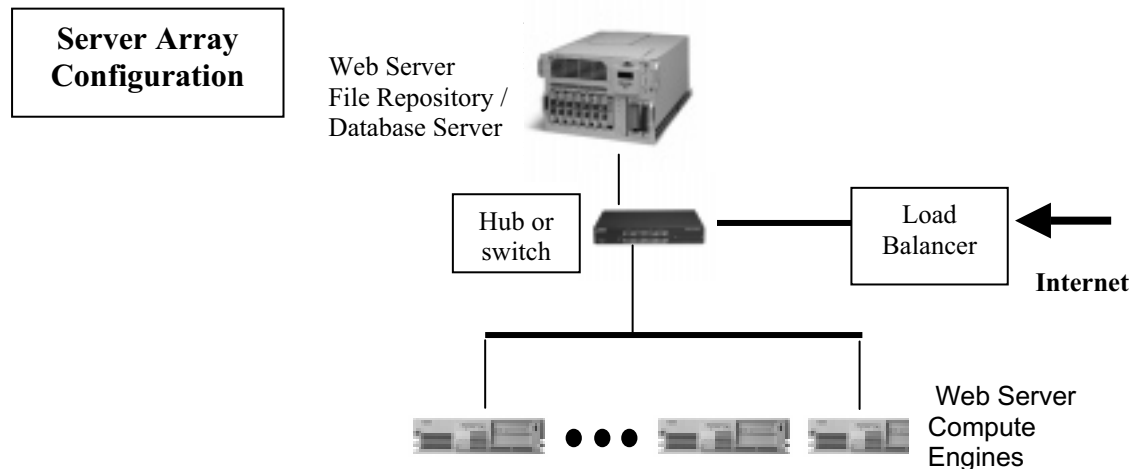 Server Array
Configuration
Web Server
File Repository /
Database Server
Hub or
switch
Load
Balancer
Internet
Web Server
Compute
Engines